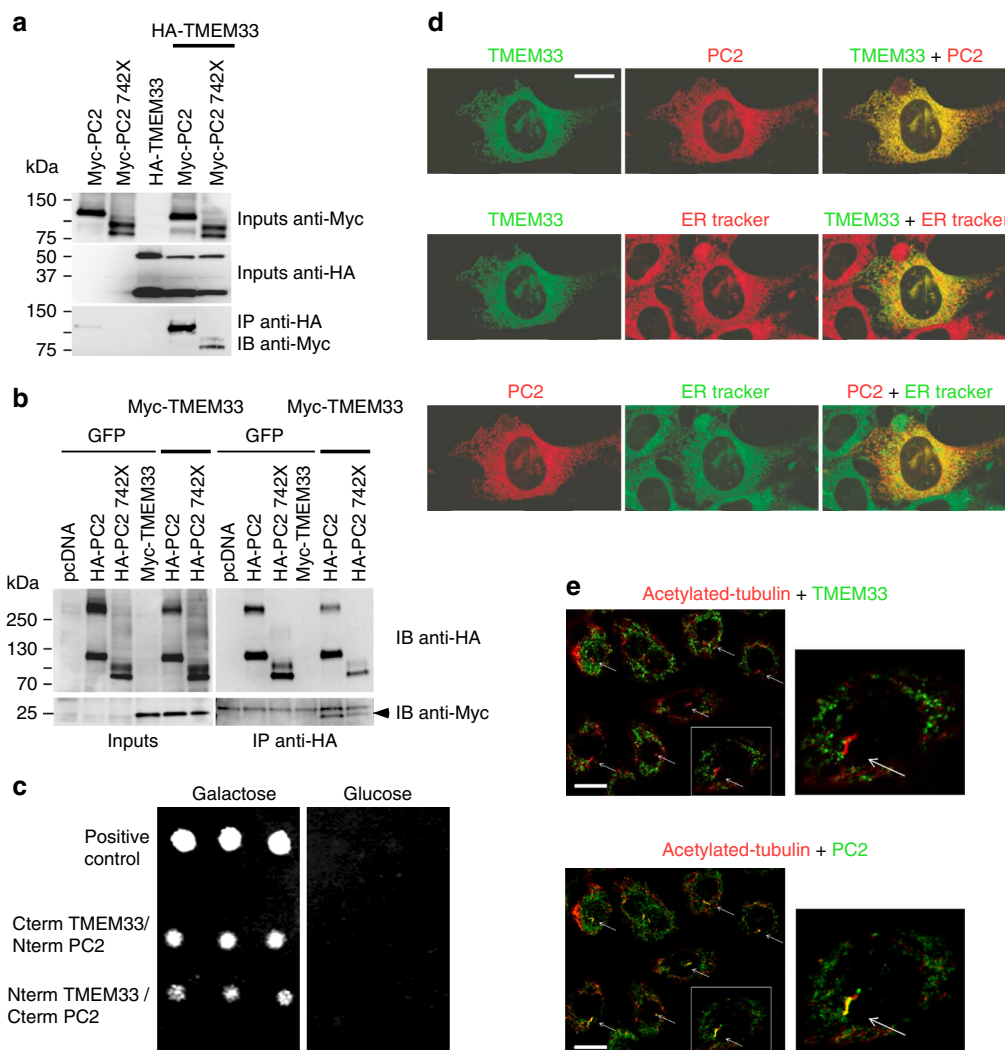 a
HA-TMEM33
kDa
Myc-PC2
Myc-PC2 742X
HA-TMEM33
Myc-PC2
Myc-PC2 742X
150
75
Inputs anti-Myc
50
37
Inputs anti-HA
150
75
IP anti-HA
IB anti-Myc
b
Myc-TMEM33
Myc-TMEM33
GFP
GFP
kDa
pcDNA
HA-PC2
HA-PC2 742X
Myc-TMEM33
HA-PC2
HA-PC2 742X
pcDNA
HA-PC2
HA-PC2 742X
Myc-TMEM33
HA-PC2
HA-PC2 742X
250
130
70
IB anti-HA
25
IB anti-Myc
Inputs
IP anti-HA
c
Galactose
Glucose
Positive
control
Cterm TMEM33/
Nterm PC2
Nterm TMEM33 /
Cterm PC2
d
TMEM33
PC2
TMEM33 + PC2
TMEM33
ER tracker
TMEM33 + ER tracker
PC2
ER tracker
PC2 + ER tracker
e
Acetylated-tubulin + TMEM33
Acetylated-tubulin + PC2